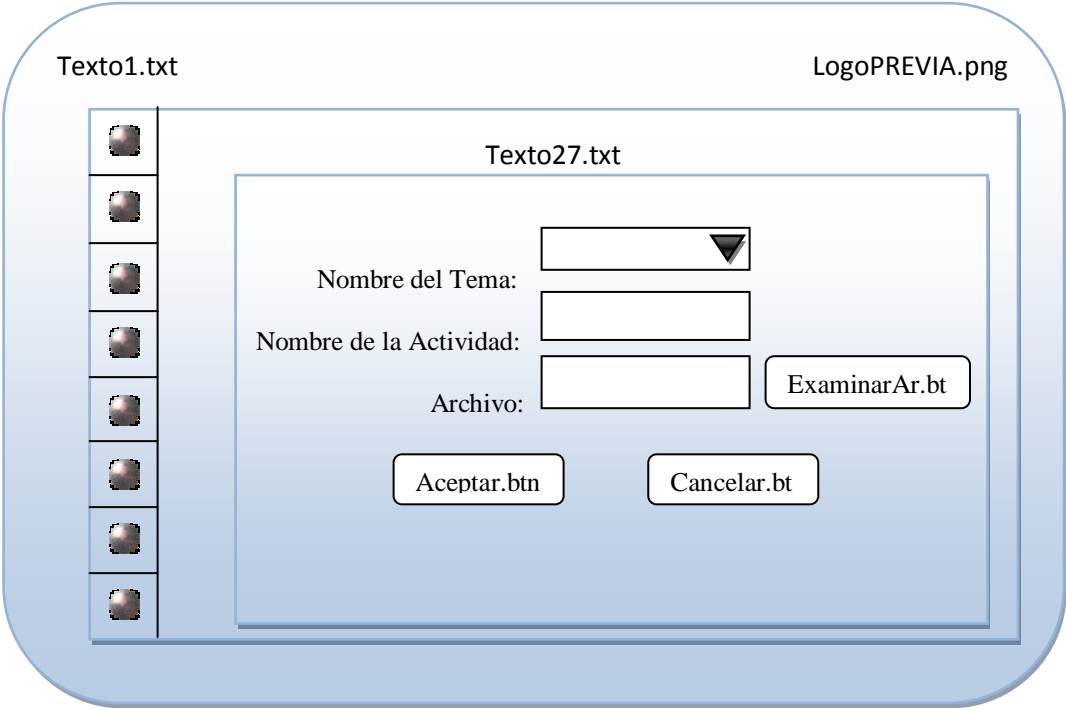 Texto1.txt
LogoPREVIA.png
Texto27.txt
Nombre del Tema:
Nombre de la Actividad:
Archivo:
ExaminarAr.bt
Aceptar.btn
Cancelar.bt